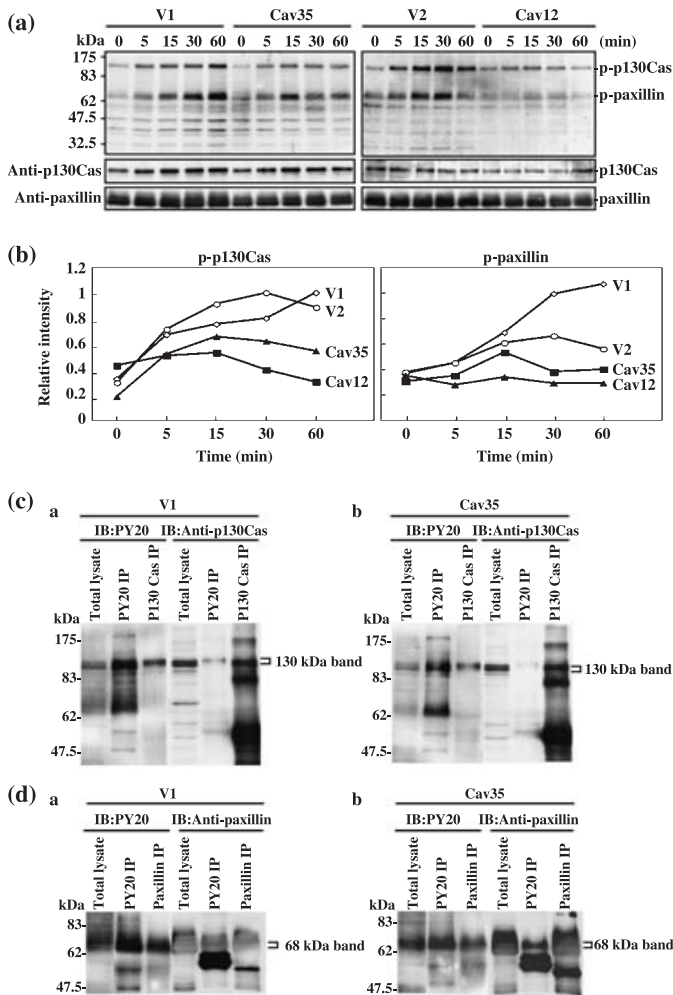 (a)
V1 Cav35 V2 Cav12
kDa 0 5 15 30 60 0 5 15 30 60 0 5 15 30 60 0 5 15 30 60 (min)
175-
83-
62-
47.5-
32.5-
p-p130Cas
p-paxillin
Anti-p130Cas p130Cas
Anti-paxillin paxillin
(b)
p-p130Cas p-paxillin
Relative intensity
1.2
1
0.8
0.6
0.4
0.2
0
V1
V2
Cav35
Cav12
V1
V2
Cav35
Cav12
0 5 15 30 60 0 5 15 30 60
Time (min) Time (min)
(c)
a V1
IB:PY20 IB:Anti-p130Cas
Total lysate PY20 IP P130 Cas IP Total lysate PY20 IP P130 Cas IP
kDa
175-
83-
62-
47.5-
130 kDa band
b Cav35
IB:PY20 IB:Anti-p130Cas
Total lysate PY20 IP P130 Cas IP Total lysate PY20 IP P130 Cas IP
kDa
175-
83-
62-
47.5-
130 kDa band
(d)
a V1
IB:PY20 IB:Anti-paxillin
Total lysate PY20 IP Paxillin IP Total lysate PY20 IP Paxillin IP
kDa
83-
62-
47.5-
68 kDa band
b Cav35
IB:PY20 IB:Anti-paxillin
Total lysate PY20 IP Paxillin IP Total lysate PY20 IP Paxillin IP
kDa
83-
62-
47.5-
68 kDa band